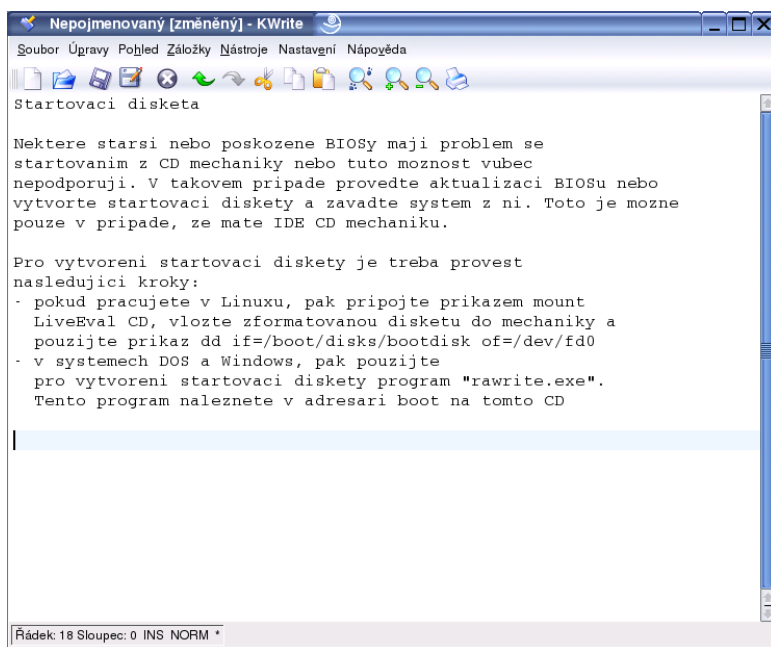 Nepojmenovaný [změněný] - KWrite
Soubor Úpravy Pohled Záložky Nástroje Nastavení Nápověda
Startovaci disketa
Nektere starsi nebo poskozene BIOSy maji problem se
startovanim z CD mechaniky nebo tuto moznost vubec
nepodporuji. V takovem pripade provedte aktualizaci BIOSu nebo
vytvorte startovaci diskety a zavadte system z ni. Toto je mozne
pouze v pripade, ze mate IDE CD mechaniku.
Pro vytvoreni startovaci diskety je treba provest
nasledujici kroky:
- pokud pracujete v Linuxu, pak pripojte prikazem mount
LiveEval CD, vlozte zformatovanou disketu do mechaniky a
pouzijte prikaz dd if=/boot/disks/bootdisk of=/dev/fd0
- v systemech DOS a Windows, pak pouzijte
pro vytvoreni startovaci diskety program "rawrite.exe".
Tento program naleznete v adresari boot na tomto CD
Řádek: 18 Sloupec: 0 INS NORM *